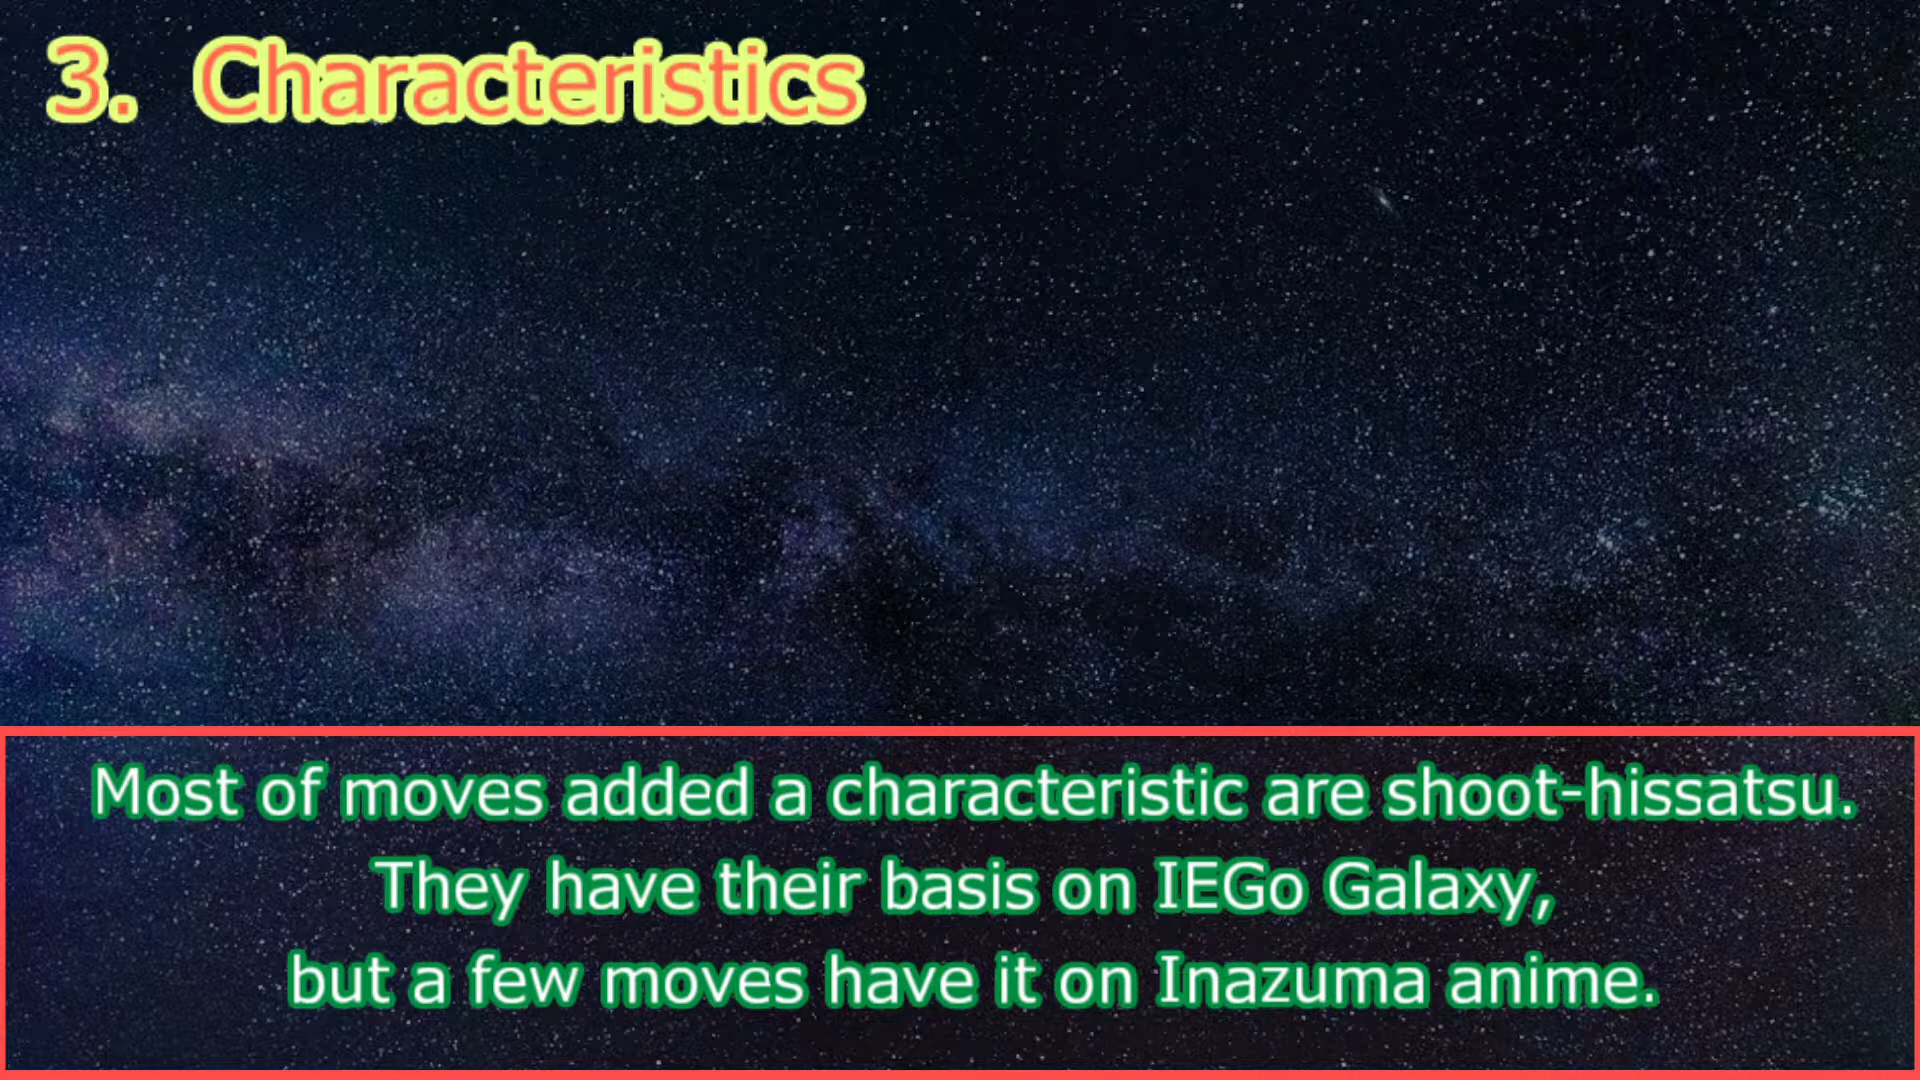 3. Characteristics
Most of moves added a characteristic are shoot-hissatsu.
They have their basis on IEGo Galaxy,
but a few moves have it on Inazuma anime.